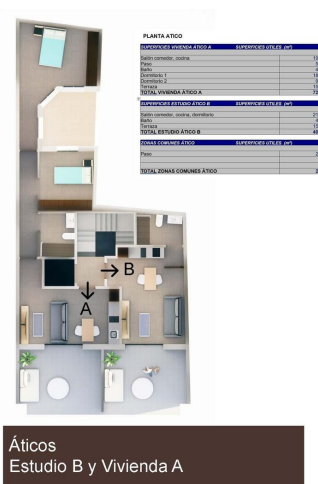 PLANTA ATICO
SUPERFICIES VIVIENDA ÁTICO A SUPERFICIES ÚTILES (m²)
Salón comedor, cocina
Paso
Baño
Dormitorio 1
Dormitorio 2
Terraza
TOTAL VIVIENDA ÁTICO A
SUPERFICIES ESTUDIO ÁTICO B SUPERFICIES ÚTILES (m²)
Salón comedor, cocina, dormitorio
Baño
Terraza
TOTAL ESTUDIO ÁTICO B
ZONAS COMUNES ÁTICO SUPERFICIES ÚTILES (m²)
Paso
TOTAL ZONAS COMUNES ÁTICO
B
A
Áticos
Estudio B y Vivienda A